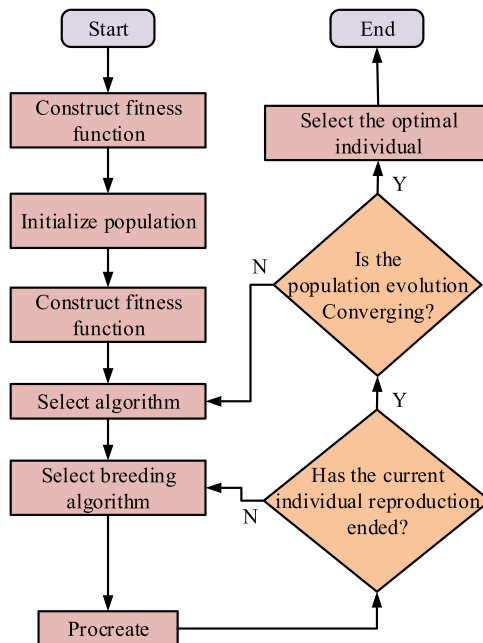 Start
Construct fitness
function
Initialize population
Construct fitness
function
Select algorithm
Select breeding
algorithm
Procreate
Has the current
individual reproduction
ended?
N
Y
Is the
population evolution
Converging?
N
Y
Select the optimal
individual
End